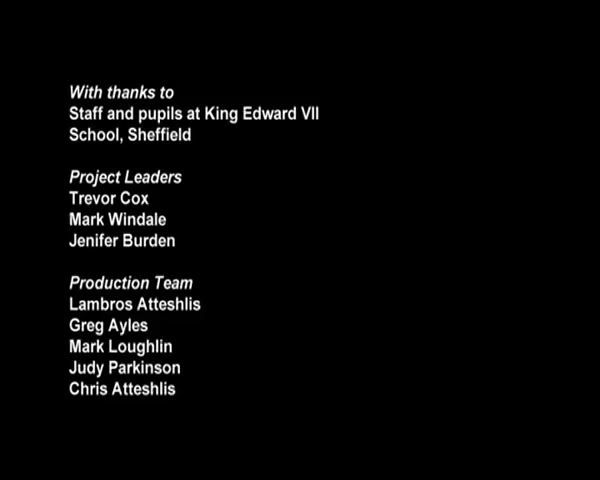 With thanks to
Staff and pupils at King Edward VII
School, Sheffield
Project Leaders
Trevor Cox
Mark Windale
Jenifer Burden
Production Team
Lambros Atteshlis
Greg Ayles
Mark Loughlin
Judy Parkinson
Chris Atteshlis